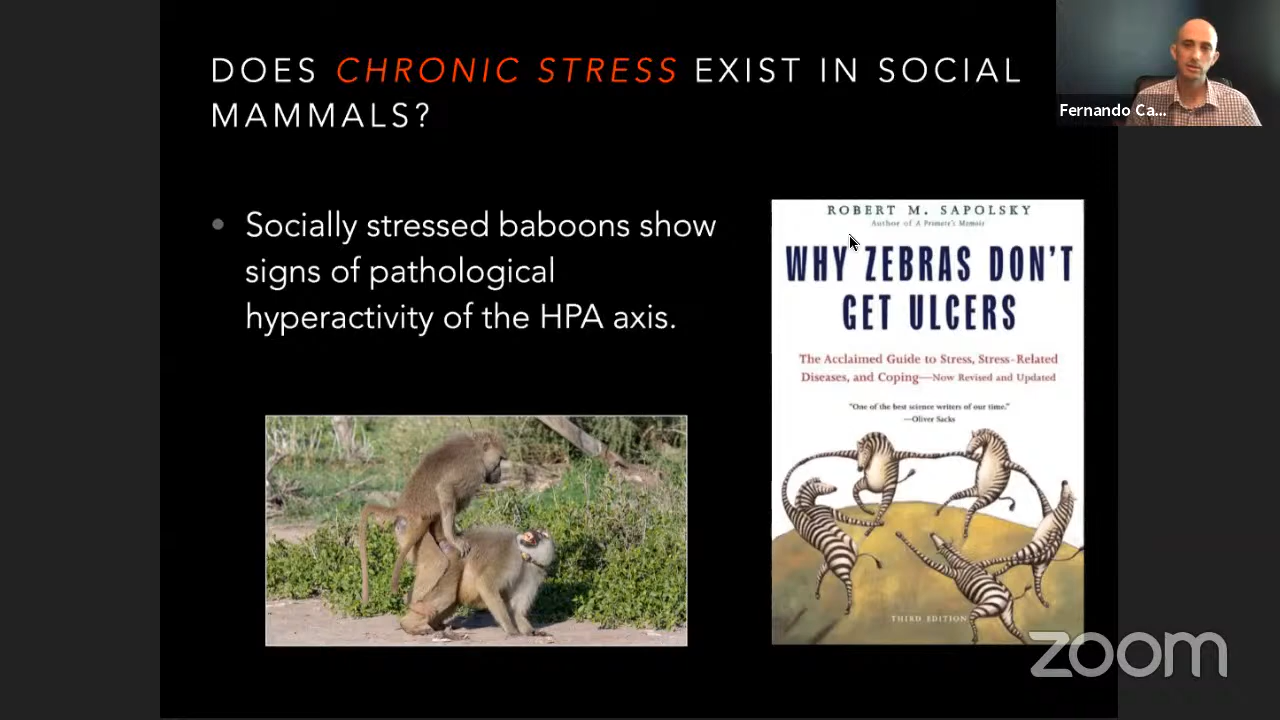 DOES CHRONIC STRESS EXIST IN SOCIAL
MAMMALS?
Fernando Ca...
Socially stressed baboons show
signs of pathological
hyperactivity of the HPA axis.
ROBERT M. SAPOLSKY
Author of A Primate's Memoir
WHY ZEBRAS DON'T
GET ULCERS
The Acclaimed Guide to Stress, Stress-Related
Diseases, and Coping—Now Revised and Updated
"One of the best science writers of our time."
—Oliver Sacks
THIRD EDITION
zoom